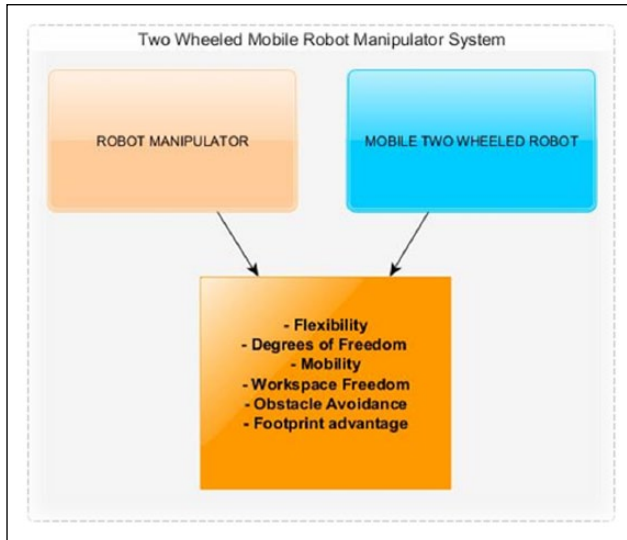 Two Wheeled Mobile Robot Manipulator System
ROBOT MANIPULATOR
MOBILE TWO WHEELED ROBOT
- Flexibility
- Degrees of Freedom
- Mobility
- Workspace Freedom
- Obstacle Avoidance
- Footprint advantage